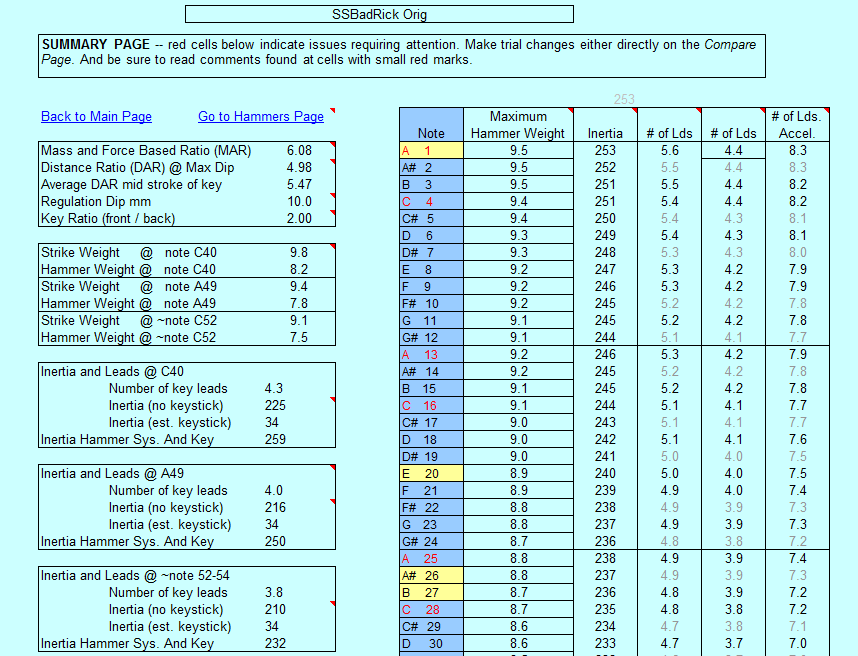 SSBadRick Orig
SUMMARY PAGE -- red cells below indicate issues requiring attention. Make trial changes either directly on the Compare
Page. And be sure to read comments found at cells with small red marks.
Back to Main Page Go to Hammers Page
Mass and Force Based Ratio (MAR) 6.08
Distance Ratio (DAR) @ Max Dip 4.98
Average DAR mid stroke of key 5.47
Regulation Dip mm 10.0
Key Ratio (front / back) 2.00
Strike Weight @ note C40 9.8
Hammer Weight @ note C40 8.2
Strike Weight @ note A49 9.4
Hammer Weight @ note A49 7.8
Strike Weight @ ~note C52 9.1
Hammer Weight @ ~note C52 7.5
Inertia and Leads @ C40
Number of key leads 4.3
Inertia (no keystick) 225
Inertia (est. keystick) 34
Inertia Hammer Sys. And Key 259
Inertia and Leads @ A49
Number of key leads 4.0
Inertia (no keystick) 216
Inertia (est. keystick) 34
Inertia Hammer Sys. And Key 250
Inertia and Leads @ ~note 52-54
Number of key leads 3.8
Inertia (no keystick) 210
Inertia (est. keystick) 34
Inertia Hammer Sys. And Key 232
253
Maximum # of Lds.
Note Hammer Weight Inertia # of Lds # of Lds Accel.
A 1 9.5 253 5.6 4.4 8.3
A# 2 9.5 252 5.5 4.4 8.3
B 3 9.5 251 5.5 4.4 8.2
C 4 9.4 251 5.4 4.4 8.2
C# 5 9.4 250 5.4 4.3 8.1
D 6 9.3 249 5.4 4.3 8.1
D# 7 9.3 248 5.3 4.3 8.0
E 8 9.2 247 5.3 4.2 7.9
F 9 9.2 246 5.3 4.2 7.9
F# 10 9.2 245 5.2 4.2 7.8
G 11 9.1 245 5.2 4.2 7.8
G# 12 9.1 244 5.1 4.1 7.7
A 13 9.2 246 5.3 4.2 7.9
A# 14 9.2 245 5.2 4.2 7.8
B 15 9.1 245 5.2 4.2 7.8
C 16 9.1 244 5.1 4.1 7.7
C# 17 9.0 243 5.1 4.1 7.7
D 18 9.0 242 5.1 4.1 7.6
D# 19 9.0 241 5.0 4.0 7.5
E 20 8.9 240 5.0 4.0 7.5
F 21 8.9 239 4.9 4.0 7.4
F# 22 8.8 238 4.9 3.9 7.3
G 23 8.8 237 4.9 3.9 7.3
G# 24 8.7 236 4.8 3.8 7.2
A 25 8.8 238 4.9 3.9 7.4
A# 26 8.8 237 4.9 3.9 7.3
B 27 8.7 236 4.8 3.9 7.2
C 28 8.7 235 4.8 3.8 7.2
C# 29 8.6 234 4.7 3.8 7.1
D 30 8.6 233 4.7 3.7 7.0